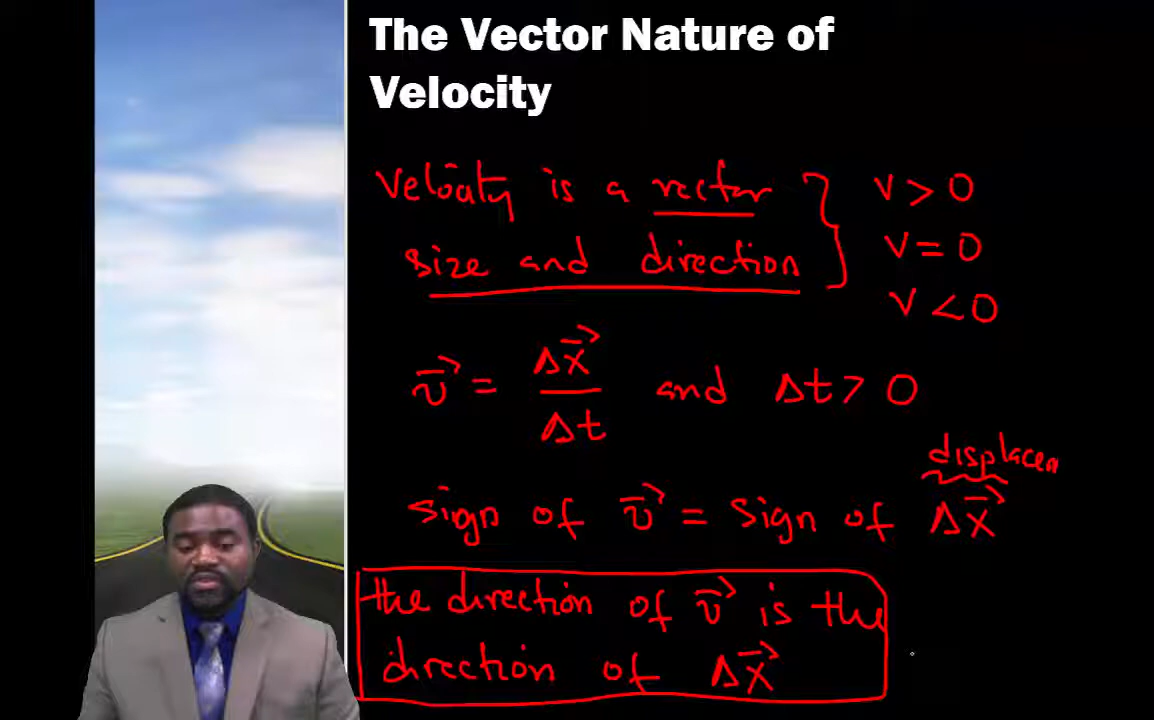 The Vector Nature of
Velocity
Velocity is a vector
size and direction
v > 0
v = 0
v < 0
v⃗ = Δx⃗ / Δt and Δt > 0
displacem
sign of v⃗ = sign of Δx⃗
the direction of v⃗ is the
direction of Δx⃗